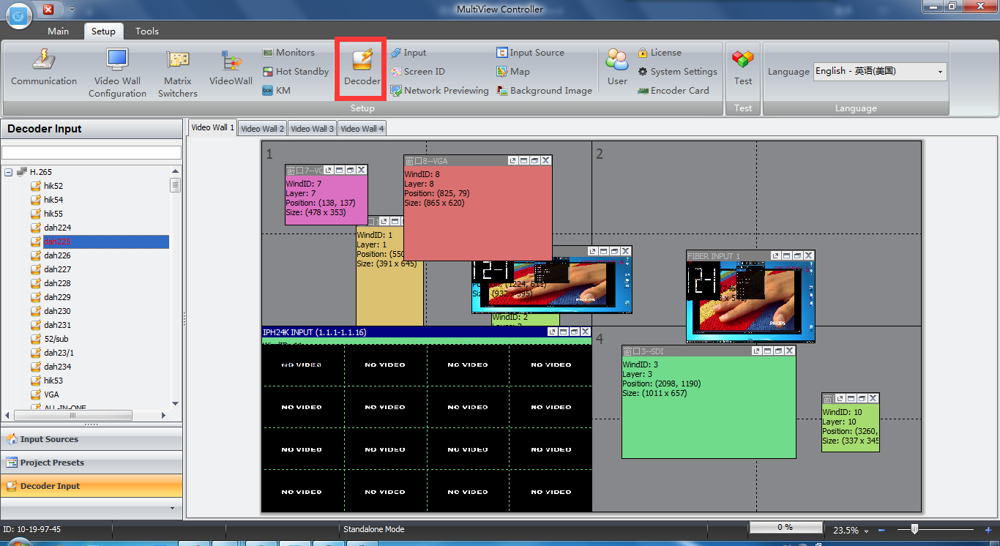 MultiView Controller
Main Setup Tools
Communication
Video Wall Configuration
Matrix Switchers
VideoWall
Monitors
Hot Standby
KM
Decoder
Input
Screen ID
Network Previewing
Input Source
Map
Background Image
User
License
System Settings
Encoder Card
Test
Language English - 英语(美国)
Setup
Test
Language
Decoder Input
Video Wall 1 Video Wall 2 Video Wall 3 Video Wall 4
H.265
hik52
hik54
hik55
dah224
dah225
dah226
dah227
dah228
dah229
dah230
dah231
52/sub
dah23/1
dah234
hik53
VGA
ALL-IN-ONE
Input Sources
Project Presets
Decoder Input
1
2
窗口7--VG
WindID: 7
Layer: 7
Position: (138, 137)
Size: (478 x 353)
窗口8--VGA
WindID: 8
Layer: 8
Position: (825, 79)
Size: (865 x 620)
WindID: 1
Layer: 1
Position: (550
Size: (391 x 645)
12-1
(1224, 611)
(932 x 395)
PHILIPS
WindID: 2
FIBER INPUT 1
12-1
PHILIPS
IPH24K INPUT (1.1.1-1.1.16)
NO VIDEO NO VIDEO NO VIDEO NO VIDEO
NO VIDEO NO VIDEO NO VIDEO NO VIDEO
NO VIDEO NO VIDEO NO VIDEO NO VIDEO
NO VIDEO NO VIDEO NO VIDEO NO VIDEO
4
窗口3--SDI
WindID: 3
Layer: 3
Position: (2098, 1190)
Size: (1011 x 657)
WindID: 10
Layer: 10
Position: (3260,
Size: (337 x 345
ID: 10-19-97-45
Standalone Mode
0 %
23.5%